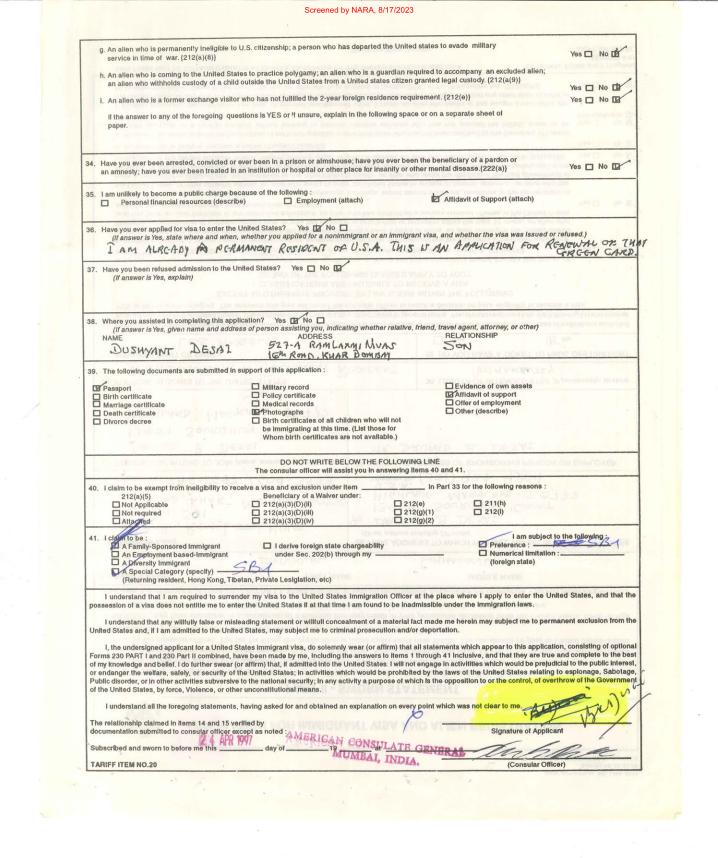 Screened by NARA, 8/17/2023
g. An alien who is permanently ineligible to U.S. citizenship; a person who has departed the United states to evade military
service in time of war. {212(a)(8)}
Yes No
h. An alien who is coming to the United States to practice polygamy; an alien who is a guardian required to accompany an excluded alien;
an alien who withholds custody of a child outside the United States from a United states citizen granted legal custody. {212(a(9)}
Yes No
i. An alien who is a former exchange visitor who has not fulfilled the 2-year foreign residence requirement. {212(e)}
Yes No
If the answer to any of the foregoing questions is YES or if unsure, explain in the following space or on a separate sheet of
paper.
34. Have you ever been arrested, convicted or ever been in a prison or almshouse; have you ever been the beneficiary of a pardon or
an amnesty; have you ever been treated in an institution or hospital or other place for insanity or other mental disease.{222(a)}
Yes No
35. I am unlikely to become a public charge because of the following :
Personal financial resources (describe) Employment (attach) Affidavit of Support (attach)
36. Have you ever applied for visa to enter the United States? Yes No
(If answer is Yes, state where and when, whether you applied for a nonimmigrant or an immigrant visa, and whether the visa was issued or refused.)
I AM ALREADY A PERMANENT RESIDENT OF U.S.A. THIS IS AN APPLICATION FOR RENEWAL OF THAT
GREEN CARD.
37. Have you been refused admission to the United States? Yes No
(If answer is Yes, explain)
38. Where you assisted in completing this application? Yes No
(If answer is Yes, given name and address of person assisting you, indicating whether relative, friend, travel agent, attorney, or other)
NAME ADDRESS RELATIONSHIP
DUSHYANT DESAI 527-A RAMLAXMI NIVAS SON
16TH ROAD, KHAR BOMBAY
39. The following documents are submitted in support of this application :
Passport Military record Evidence of own assets
Birth certificate Policy certificate Affidavit of support
Marriage certificate Medical records Offer of employment
Death certificate Photographs Other (describe)
Divorce decree Birth certificates of all children who will not
be immigrating at this time. (List those for
Whom birth certificates are not available.)
DO NOT WRITE BELOW THE FOLLOWING LINE
The consular officer will assist you in answering items 40 and 41.
40. I claim to be exempt from ineligibility to receive a visa and exclusion under item in Part 33 for the following reasons :
212(a)(5) Beneficiary of a Waiver under:
Not Applicable 212(a)(3)(D)(ii) 212(e) 211(h)
Not required 212(a)(3)(D)(iii) 212(g)(1) 212(i)
Attached 212(a)(3)(D)(iv) 212(g)(2)
41. I claim to be : I am subject to the following :
A Family-Sponsored Immigrant I derive foreign state chargeability Preference : SB1
An Employment based-Immigrant under Sec. 202(b) through my Numerical limitation :
A Diversity Immigrant (foreign state)
A Special Category (specify) SB1
(Returning resident, Hong Kong, Tibetan, Private Lesiglation, etc)
I understand that I am required to surrender my visa to the United States Immigration Officer at the place where I apply to enter the United States, and that the
possession of a visa does not entitle me to enter the United States if at that time I am found to be inadmissible under the immigration laws.
I understand that any willfully false or misleading statement or willful concealment of a material fact made me herein may subject me to permanent exclusion from the
United States and, if I am admitted to the United States, may subject me to criminal prosecution and/or deportation.
I, the undersigned applicant for a United States Immigrant visa, do solemnly wear (or affirm) that all statements which appear to this application, consisting of optional
Forms 230 PART I and 230 Part II combined, have been made by me, including the answers to items 1 through 41 inclusive, and that they are true and complete to the best
of my knowledge and belief. I do further swear (or affirm) that, if admitted into the United States. I will not engage in activities which would be prejudicial to the public interest,
or endanger the welfare, safely, or security of the United States; in activities which would be prohibited by the laws of the United States relating to espionage, Sabotage,
Public disorder, or in other activities subversive to the national security; in any activity a purpose of which is the opposition to or the control, of overthrow of the Government
of the United States, by force, Violence, or other unconstitutional means.
I understand all the foregoing statements, having asked for and obtained an explanation on every point which was not clear to me.
The relationship claimed in items 14 and 15 verified by
documentation submitted to consular officer except as noted :
Signature of Applicant
24 APR 1997 AMERICAN CONSULATE GENERAL
MUMBAI, INDIA.
Subscribed and sworn to before me this day of 19
TARIFF ITEM NO.20 (Consular Officer)